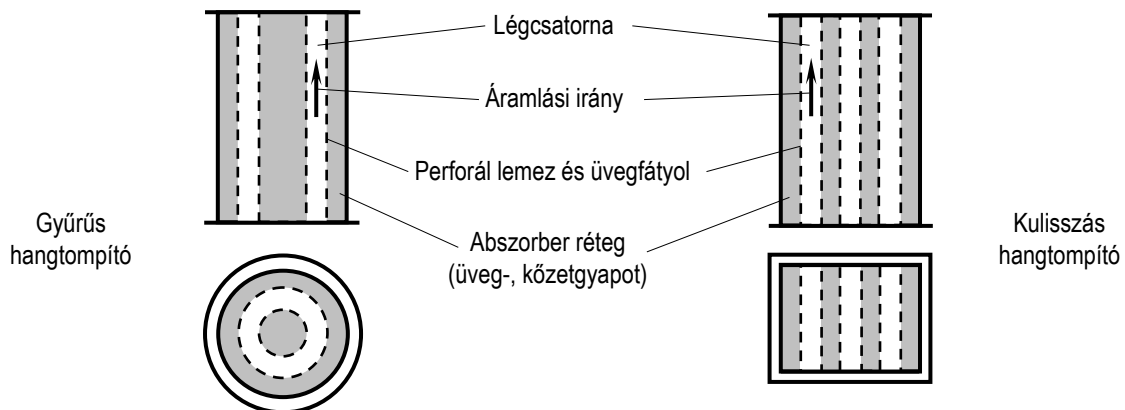 Légcsatorna
Áramlási irány
Perforál lemez és üvegfátyol
Gyűrűs
hangtompító
Abszorber réteg
(üveg-, kőzetgyapot)
Kulisszás
hangtompító